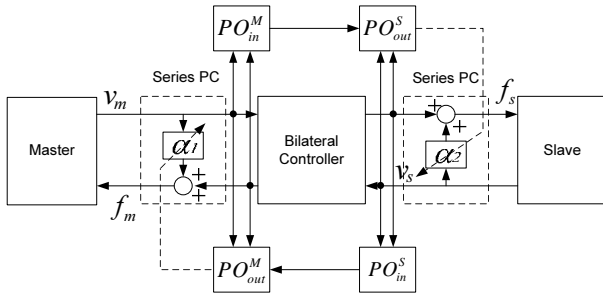 PO_in^M
PO_out^S
Series PC
Series PC
v_m
f_s
+
+
Master
α1
Bilateral
Controller
α2
Slave
v_s
+
+
f_m
PO_out^M
PO_in^S